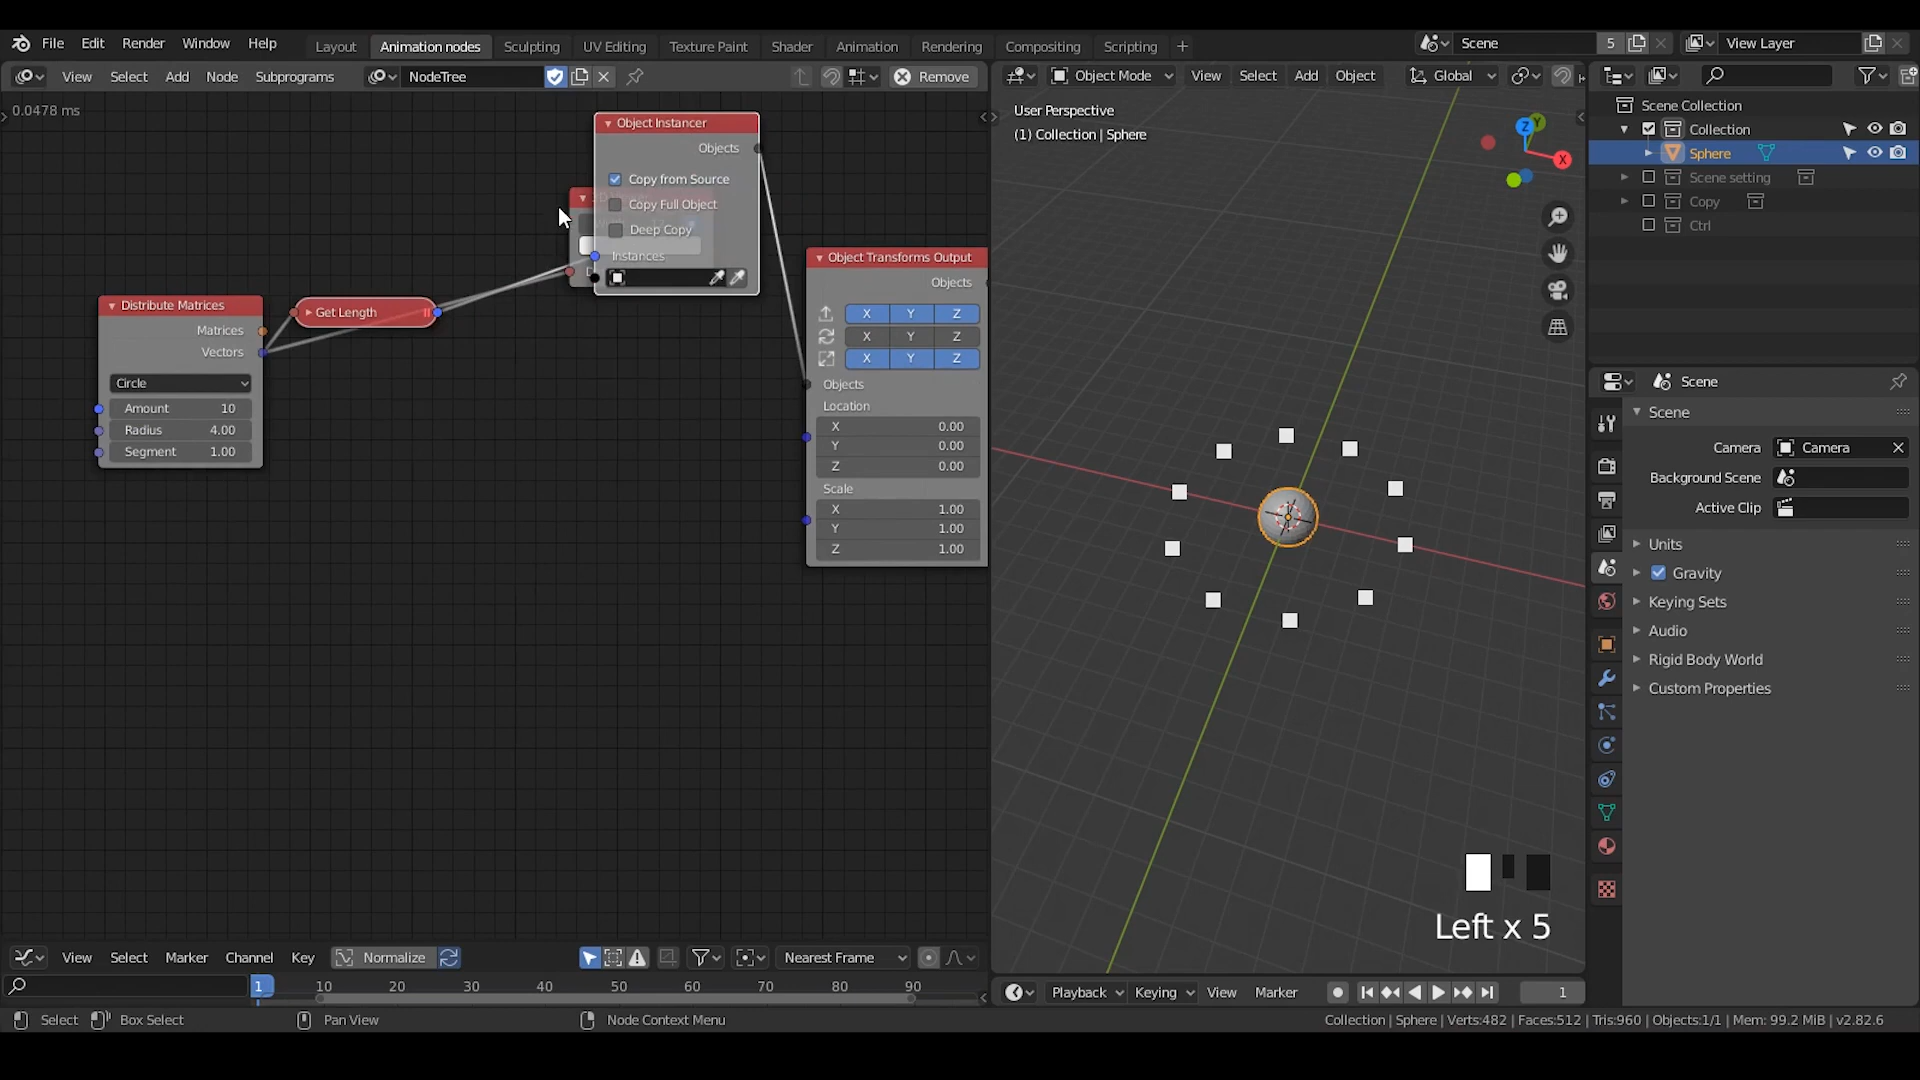 File Edit Render Window Help
Layout Animation nodes Sculpting UV Editing Texture Paint Shader Animation Rendering Compositing Scripting +
Scene 5 View Layer
View Select Add Node Subprograms NodeTree Remove
Object Mode View Select Add Object Global
0.0478 ms
User Perspective
(1) Collection | Sphere
Z
Y
X
Object Instancer
Objects
Copy from Source
Copy Full Object
Deep Copy
Instances
Distribute Matrices
Matrices
Vectors
Circle
Amount 10
Radius 4.00
Segment 1.00
Get Length
Object Transforms Output
Objects
X Y Z
X Y Z
X Y Z
Objects
Location
X 0.00
Y 0.00
Z 0.00
Scale
X 1.00
Y 1.00
Z 1.00
Left x 5
Scene Collection
Collection
Sphere
Scene setting
Copy
Ctrl
Scene
Scene
Camera Camera
Background Scene
Active Clip
Units
Gravity
Keying Sets
Audio
Rigid Body World
Custom Properties
View Select Marker Channel Key Normalize Nearest Frame
1 10 20 30 40 50 60 70 80 90
Playback Keying View Marker 1
Select Box Select Pan View Node Context Menu
Collection | Sphere | Verts:482 | Faces:512 | Tris:960 | Objects:1/1 | Mem: 99.2 MiB | v2.82.6